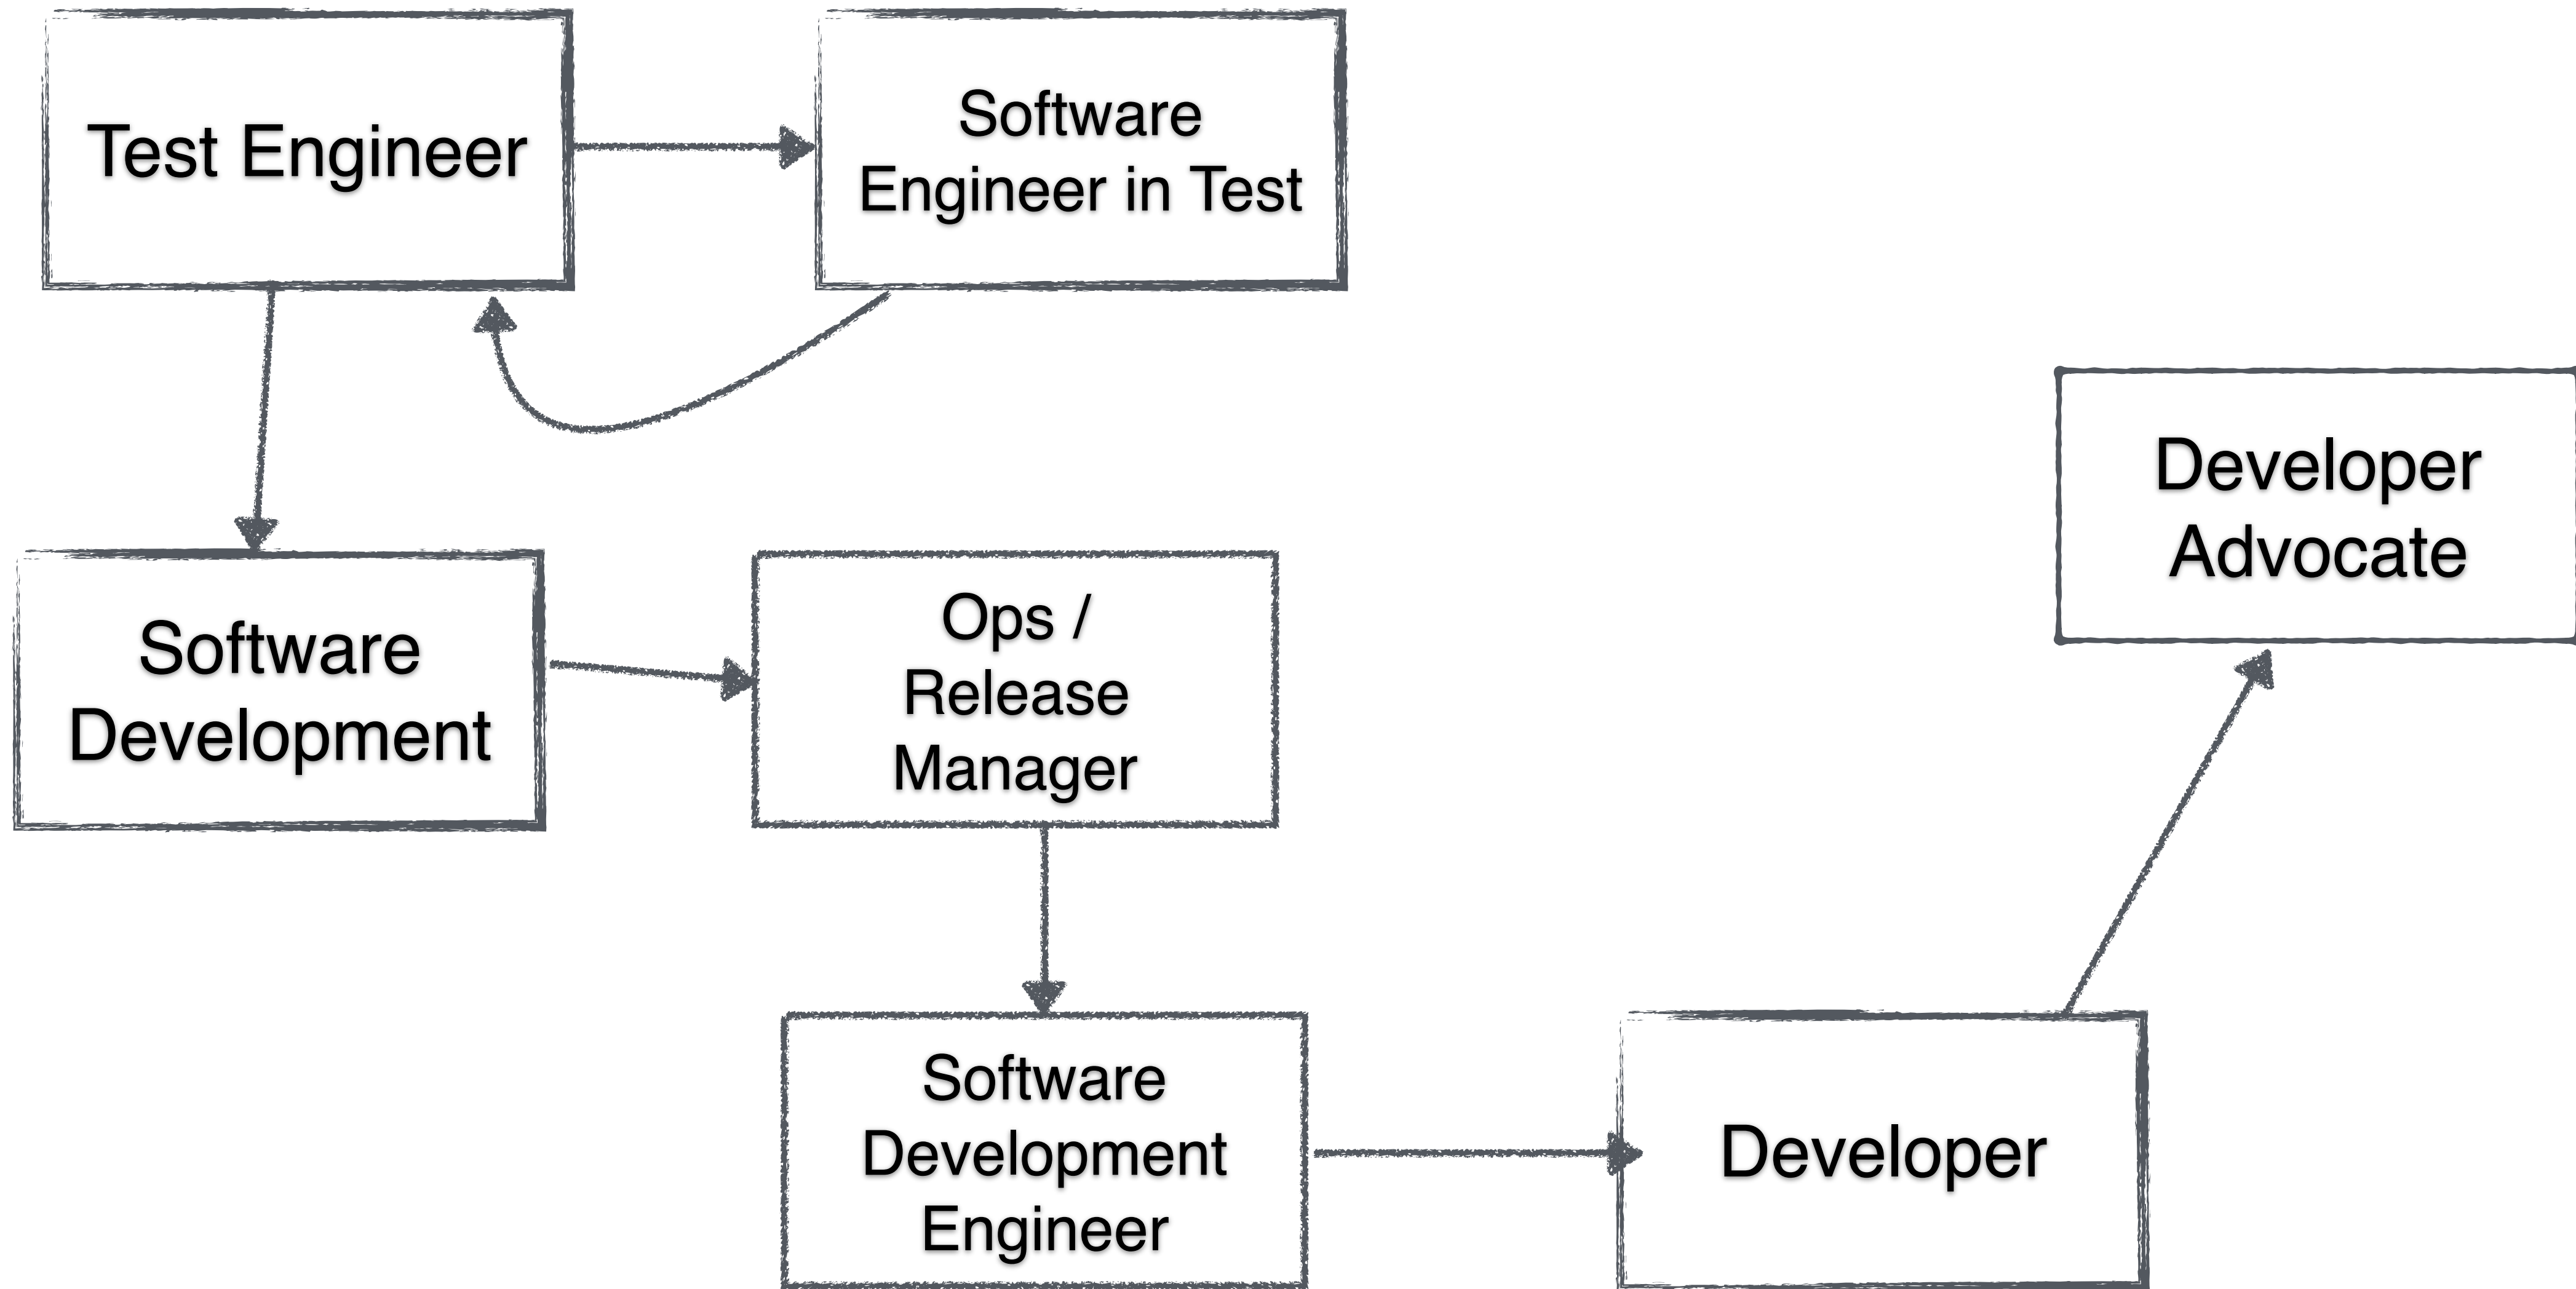 Test Engineer
Software
Engineer in Test
Developer
Advocate
Software
Development
Ops /
Release
Manager
Software
Development
Engineer
Developer